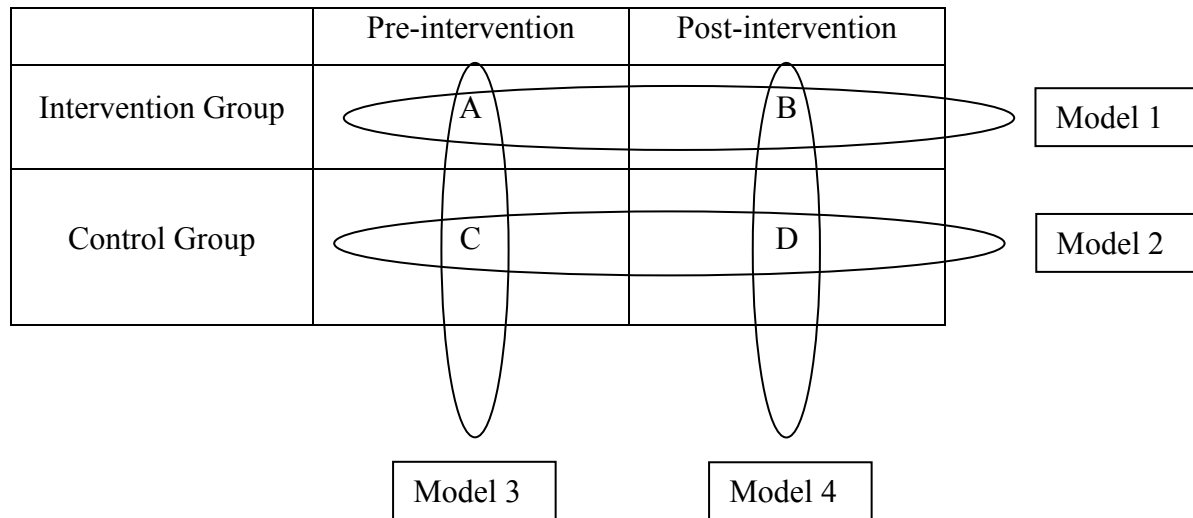 Pre-intervention Post-intervention
Intervention Group A B Model 1
Control Group C D Model 2
Model 3 Model 4